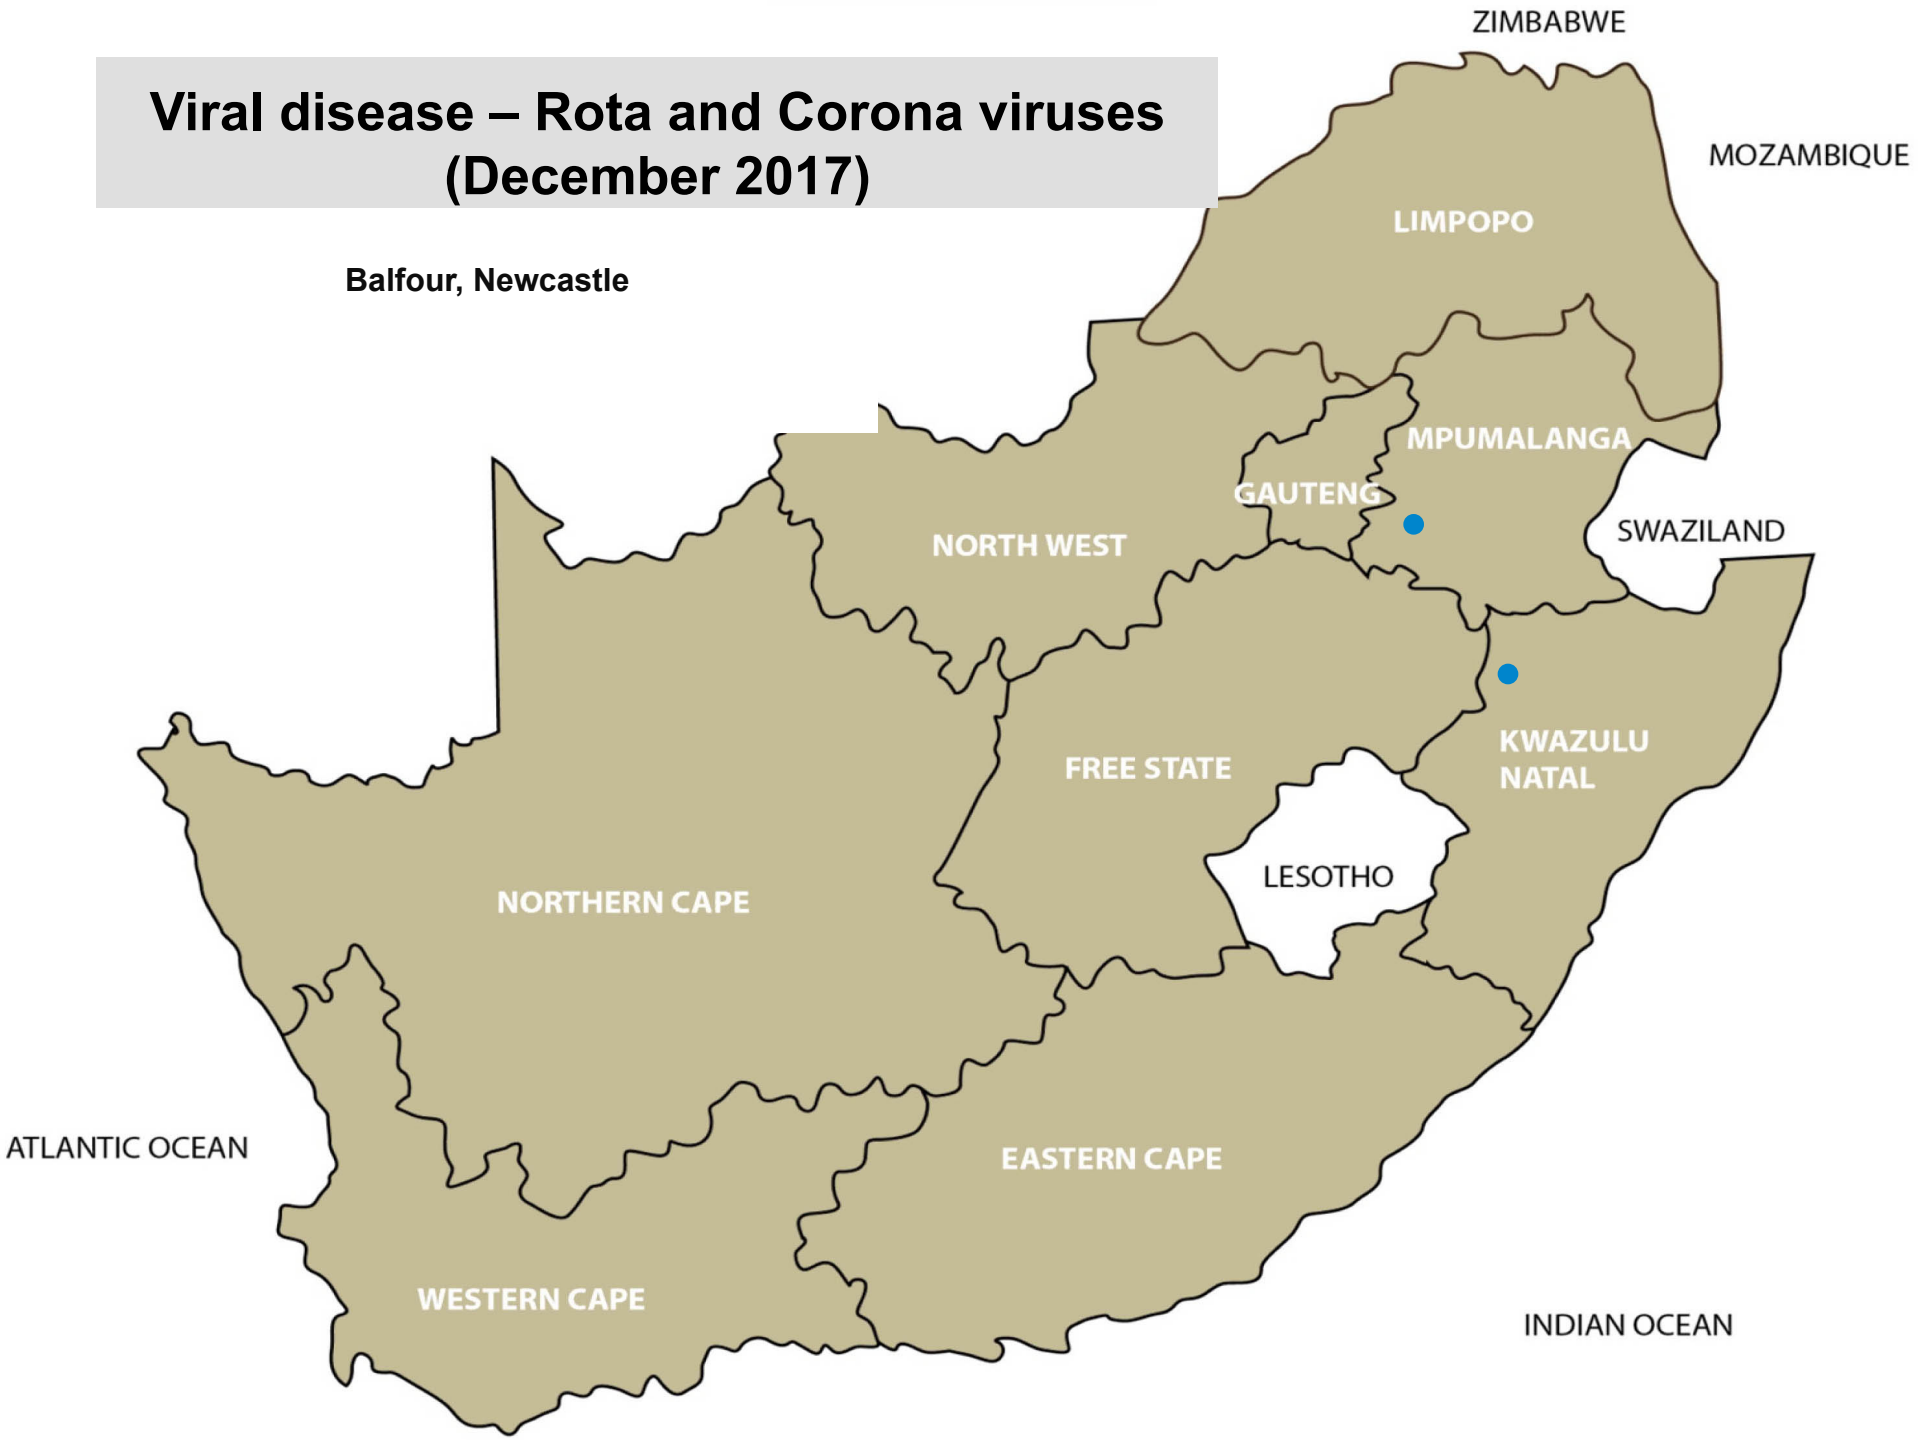 ZIMBABWE
Viral disease – Rota and Corona viruses
(December 2017)
MOZAMBIQUE
LIMPOPO
Balfour, Newcastle
MPUMALANGA
GAUTENG
SWAZILAND
NORTH WEST
KWAZULU
NATAL
FREE STATE
LESOTHO
NORTHERN CAPE
ATLANTIC OCEAN
EASTERN CAPE
WESTERN CAPE
INDIAN OCEAN